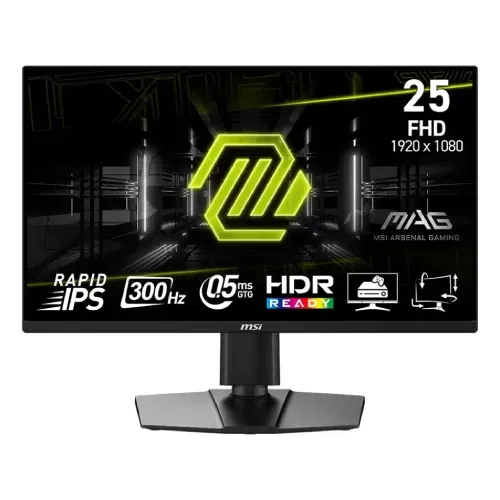 25
FHD
1920 x 1080
MAG
MSI ARSENAL GAMING
RAPID
IPS
300Hz
0.5ms
GTG
HDR
READY
msi